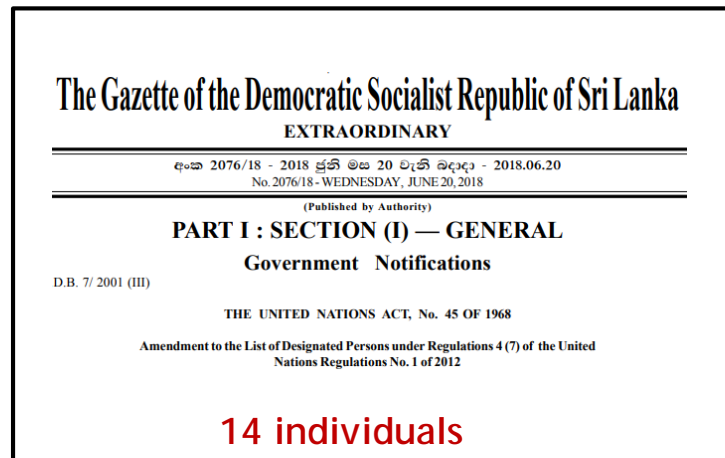 The Gazette of the Democratic Socialist Republic of Sri Lanka
EXTRAORDINARY
අංක 2076/18 - 2018 ජුනි මස 20 වැනි බදාදා - 2018.06.20
No. 2076/18 - WEDNESDAY, JUNE 20, 2018
(Published by Authority)
PART I : SECTION (I) — GENERAL
Government Notifications
D.B. 7/ 2001 (III)
THE UNITED NATIONS ACT, No. 45 OF 1968
Amendment to the List of Designated Persons under Regulations 4 (7) of the United
Nations Regulations No. 1 of 2012
14 individuals